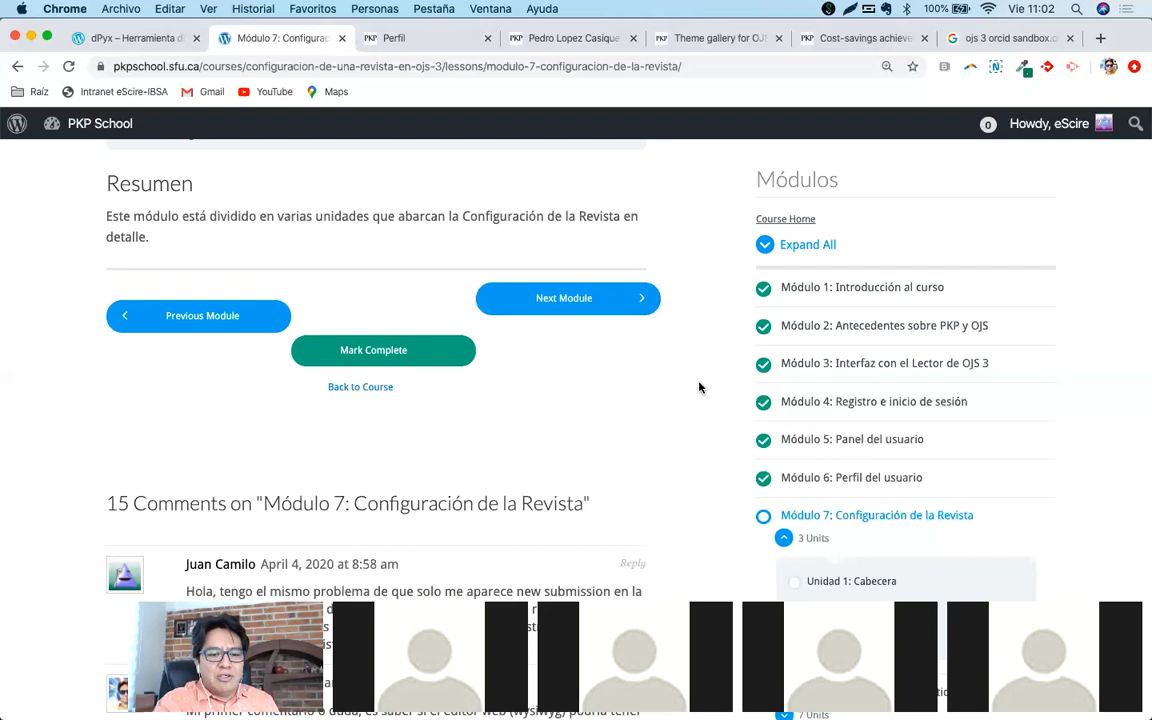 Chrome Archivo Editar Ver Historial Favoritos Personas Pestaña Ventana Ayuda 100% Vie 11:02
dPyx – Herramienta d Módulo 7: Configurac Perfil Pedro Lopez Casique Theme gallery for OJS Cost-savings achieve ojs 3 orcid sandbox.c
pkpschool.sfu.ca/courses/configuracion-de-una-revista-en-ojs-3/lessons/modulo-7-configuracion-de-la-revista/
Raíz Intranet eScire-IBSA Gmail YouTube Maps
PKP School 0 Howdy, eScire
Resumen
Este módulo está dividido en varias unidades que abarcan la Configuración de la Revista en
detalle.
Previous Module
Next Module
Mark Complete
Back to Course
15 Comments on "Módulo 7: Configuración de la Revista"
Juan Camilo April 4, 2020 at 8:58 am Reply
Hola, tengo el mismo problema de que solo me aparece new submission en la
Módulos
Course Home
Expand All
Módulo 1: Introducción al curso
Módulo 2: Antecedentes sobre PKP y OJS
Módulo 3: Interfaz con el Lector de OJS 3
Módulo 4: Registro e inicio de sesión
Módulo 5: Panel del usuario
Módulo 6: Perfil del usuario
Módulo 7: Configuración de la Revista
3 Units
Unidad 1: Cabecera
7 Units